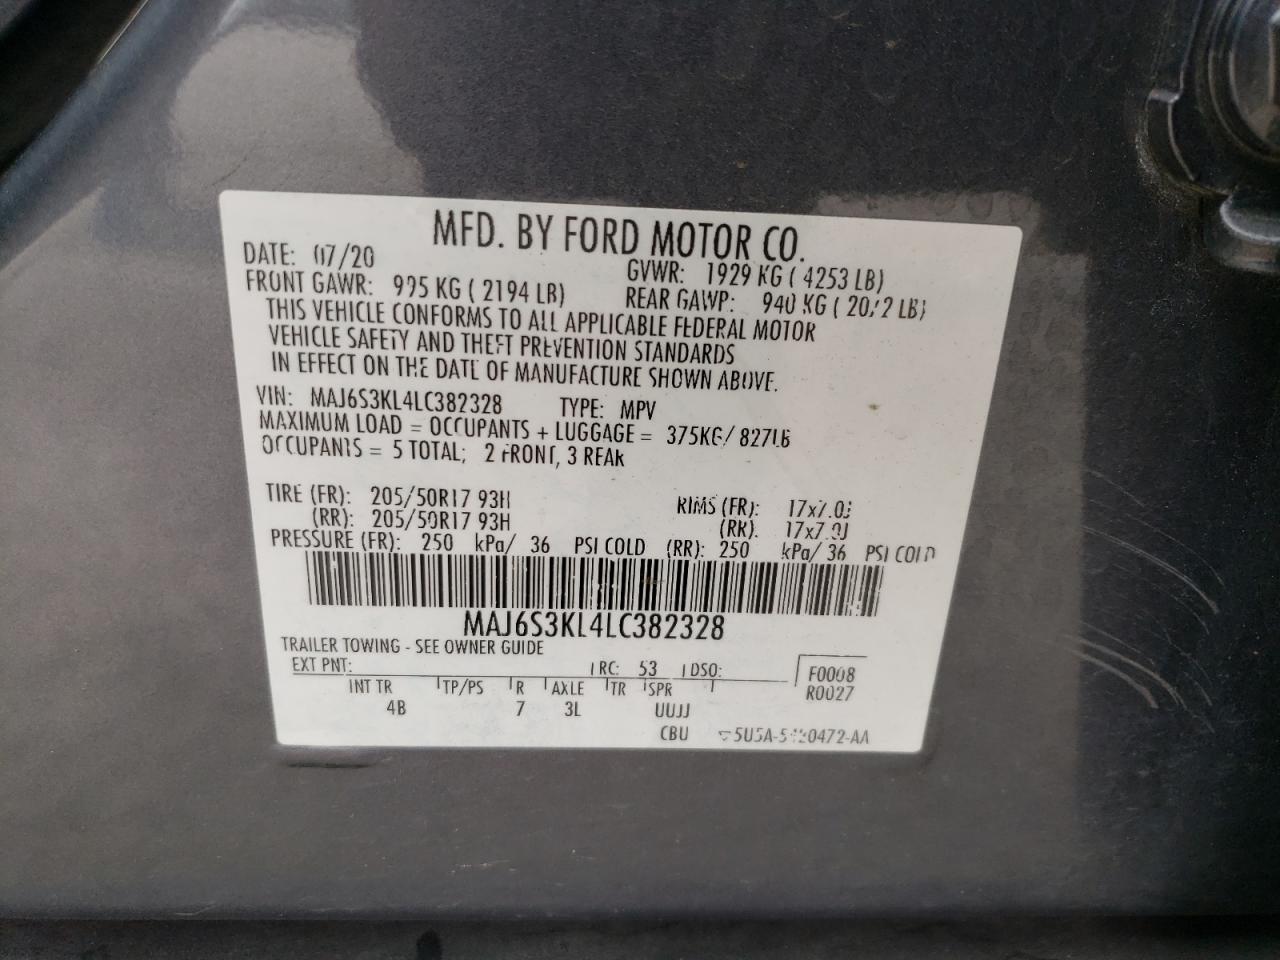 MFD. BY FORD MOTOR CO.
DATE: 07/20 GVWR: 1929 KG ( 4253 LB)
FRONT GAWR: 995 KG ( 2194 LB) REAR GAWR: 940 KG ( LB)
THIS VEHICLE CONFORMS TO ALL APPLICABLE FEDERAL MOTOR
VEHICLE SAFETY AND THEFT PREVENTION STANDARDS
IN EFFECT ON THE DATE OF MANUFACTURE SHOWN ABOVE.
VIN: MAJ6S3KL4LC382328 TYPE: MPV
MAXIMUM LOAD = OCCUPANTS + LUGGAGE = 375KG/ 827LB
OCCUPANTS = 5 TOTAL; 2 FRONT, 3 REAR
TIRE (FR): 205/50R17 93H RIMS (FR): 17x7.0J
(RR): 205/50R17 93H (RR): 17x7.0J
PRESSURE (FR): 250 kPa/ 36 PSI COLD (RR): 250 kPa/ 36 PSI COLD
MAJ6S3KL4LC382328
TRAILER TOWING - SEE OWNER GUIDE
EXT PNT: RC: 53 DSO: F0008
R0027
INT TR TP/PS R AXLE TR SPR
4B 7 3L UUJJ
CBU